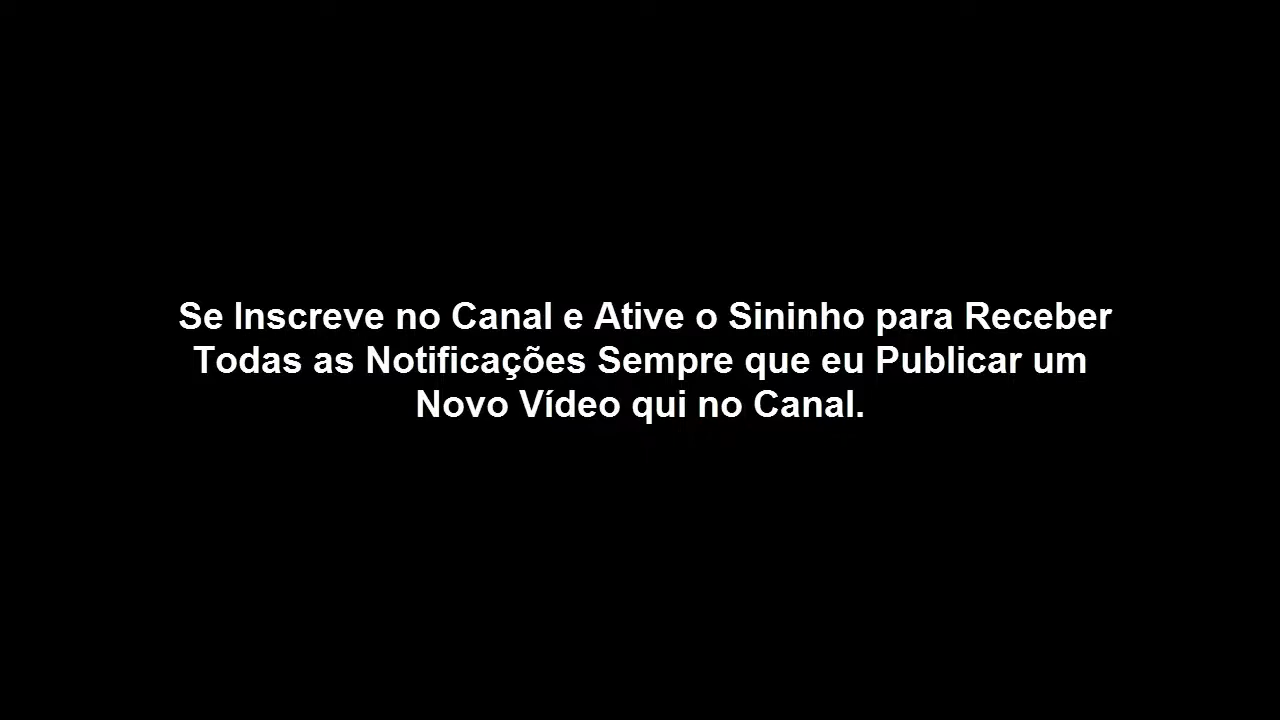 Se Inscreve no Canal e Ative o Sininho para Receber
Todas as Notificações Sempre que eu Publicar um
Novo Vídeo qui no Canal.